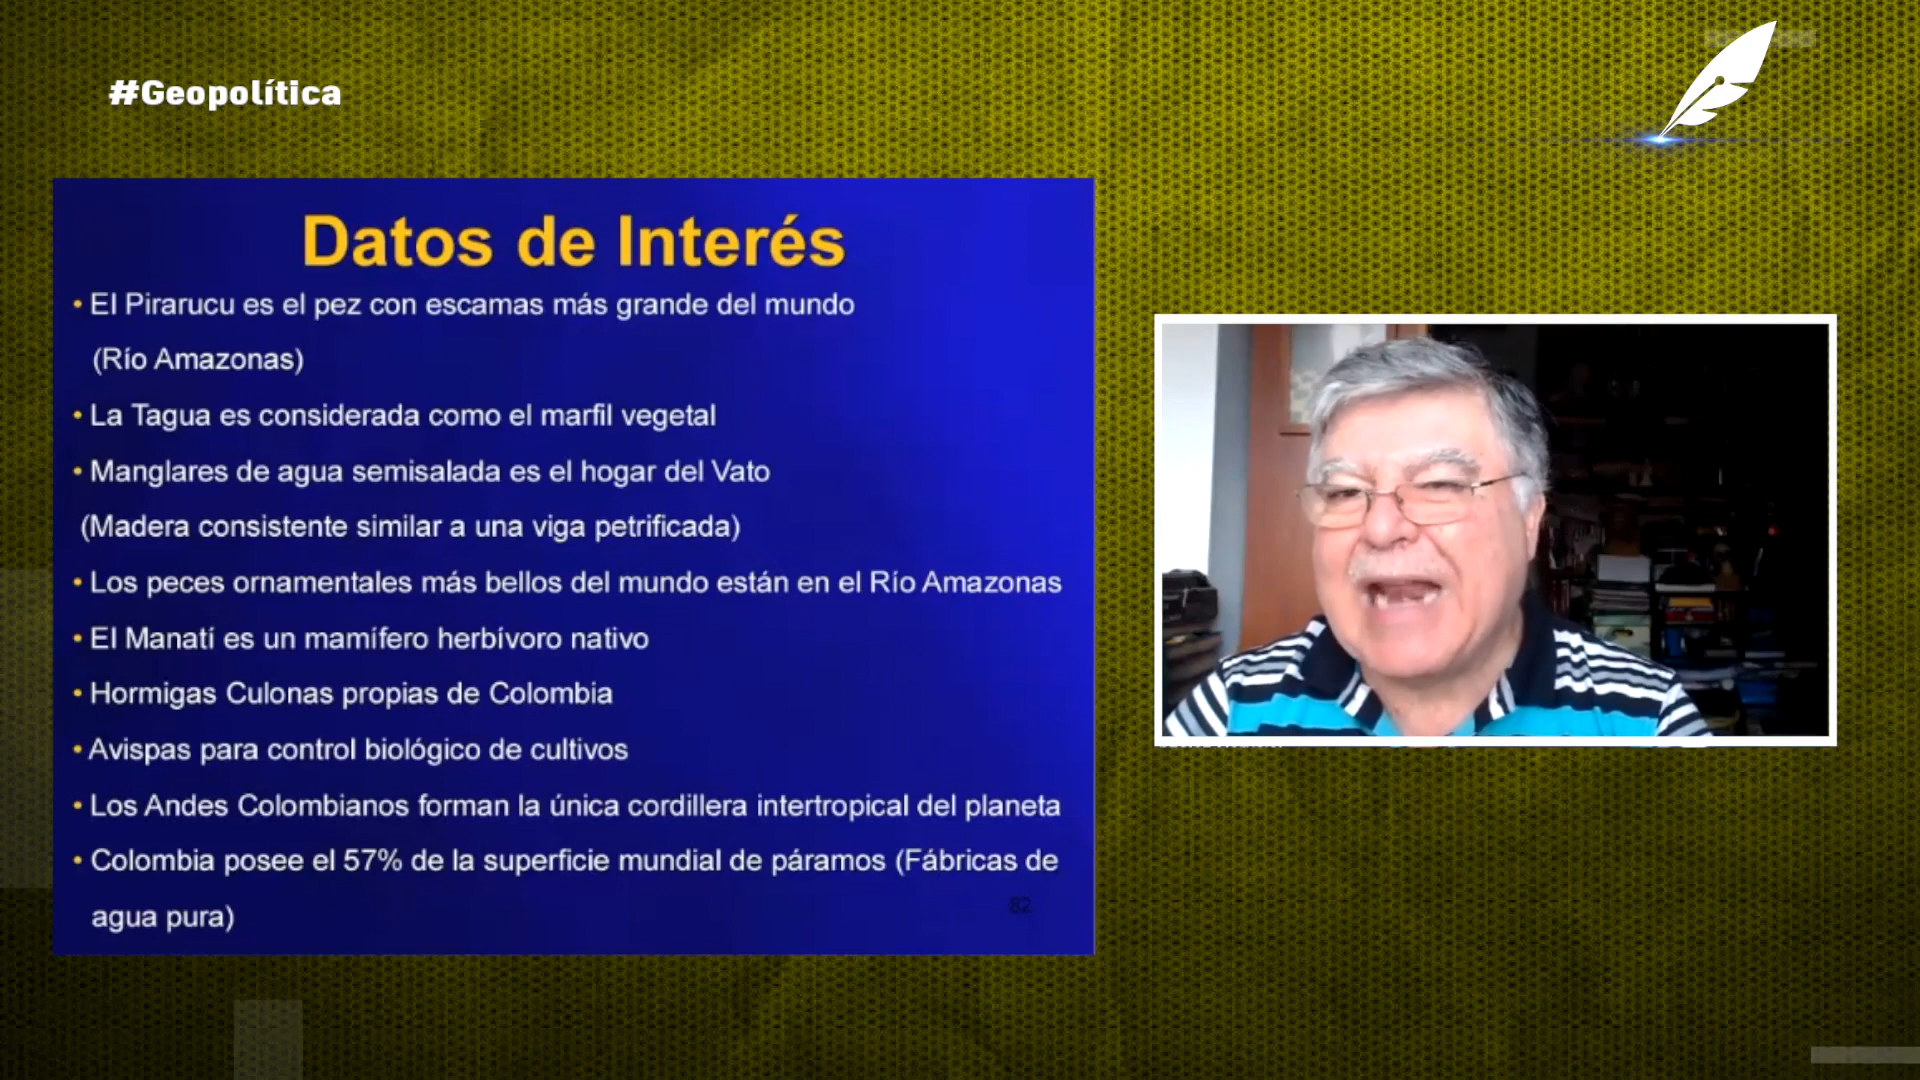 #Geopolítica
Datos de Interés
• El Pirarucu es el pez con escamas más grande del mundo
(Río Amazonas)
• La Tagua es considerada como el marfil vegetal
• Manglares de agua semisalada es el hogar del Vato
(Madera consistente similar a una viga petrificada)
• Los peces ornamentales más bellos del mundo están en el Río Amazonas
• El Manatí es un mamífero herbívoro nativo
• Hormigas Culonas propias de Colombia
• Avispas para control biológico de cultivos
• Los Andes Colombianos forman la única cordillera intertropical del planeta
• Colombia posee el 57% de la superficie mundial de páramos (Fábricas de
agua pura)
82